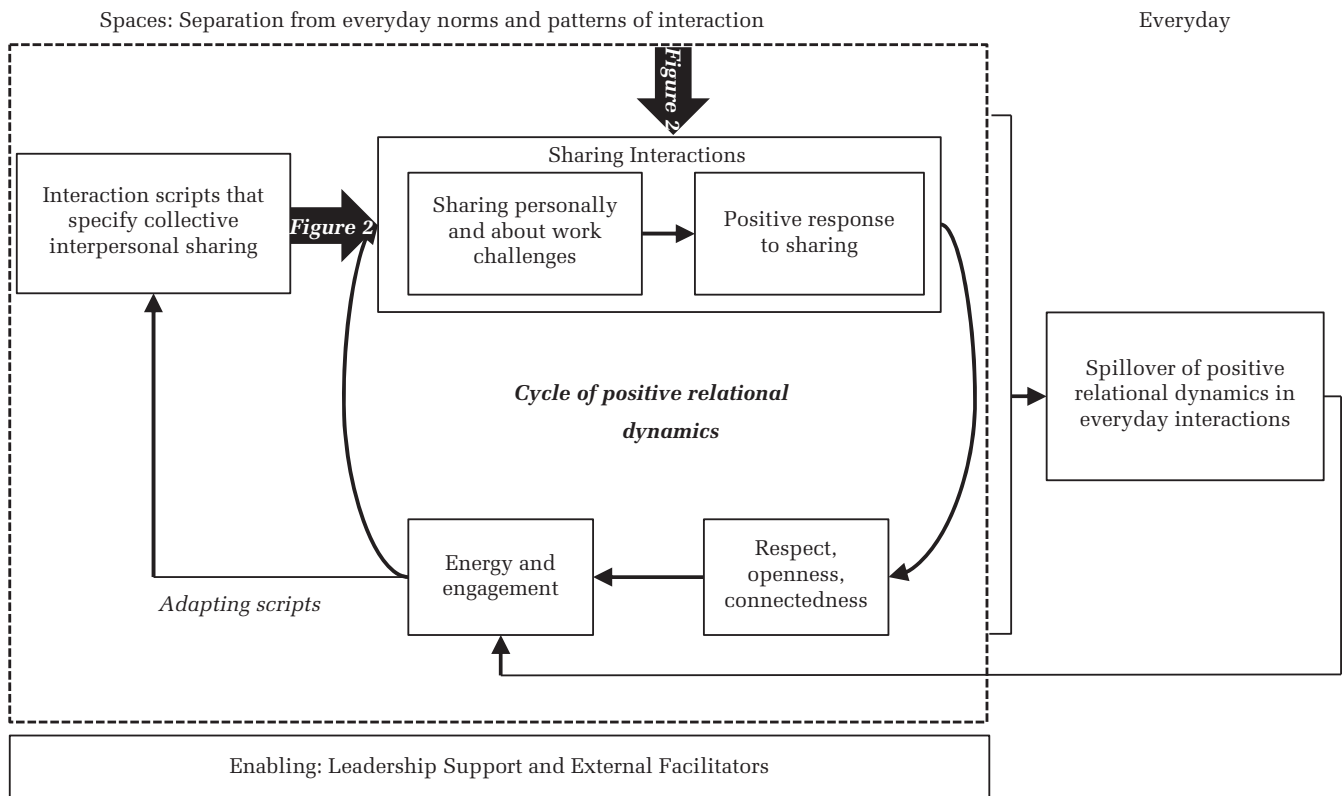 Spaces: Separation from everyday norms and patterns of interaction
Everyday
Figure 2
Sharing Interactions
Interaction scripts that
specify collective
interpersonal sharing
Figure 2
Sharing personally
and about work
challenges
Positive response
to sharing
Cycle of positive relational
dynamics
Spillover of positive
relational dynamics in
everyday interactions
Energy and
engagement
Respect,
openness,
connectedness
Adapting scripts
Enabling: Leadership Support and External Facilitators